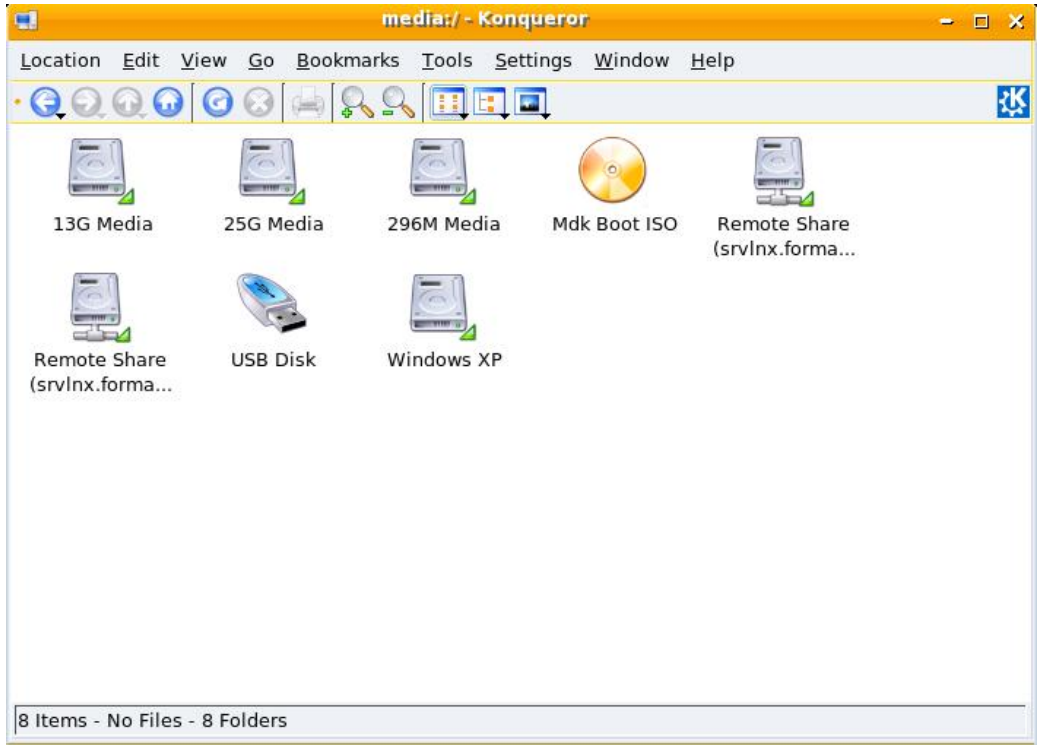 media:/ - Konqueror
Location Edit View Go Bookmarks Tools Settings Window Help
13G Media 25G Media 296M Media Mdk Boot ISO Remote Share
(srvlnx.forma...
Remote Share USB Disk Windows XP
(srvlnx.forma...
8 Items - No Files - 8 Folders